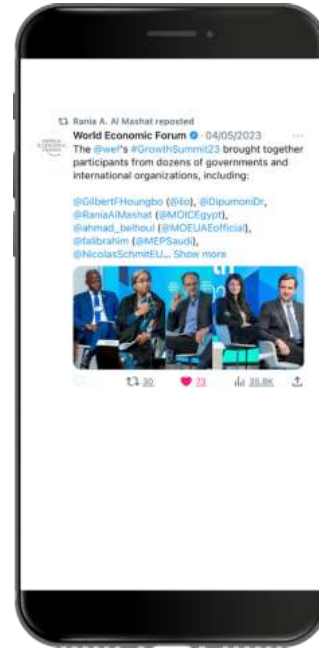 Rania A. Al Mashat reposted
World Economic Forum · 04/05/2023 ...
The @wef's #GrowthSummit23 brought together
participants from dozens of governments and
international organizations, including:
@GilbertFHoungbo (@ilo), @DipumoniDr,
@RaniaAlMashat (@MOICEgypt),
@ahmad_belhoul (@MOEUAEofficial),
@falibrahim (@MEPSaudi),
@NicolasSchmitEU... Show more
30 73